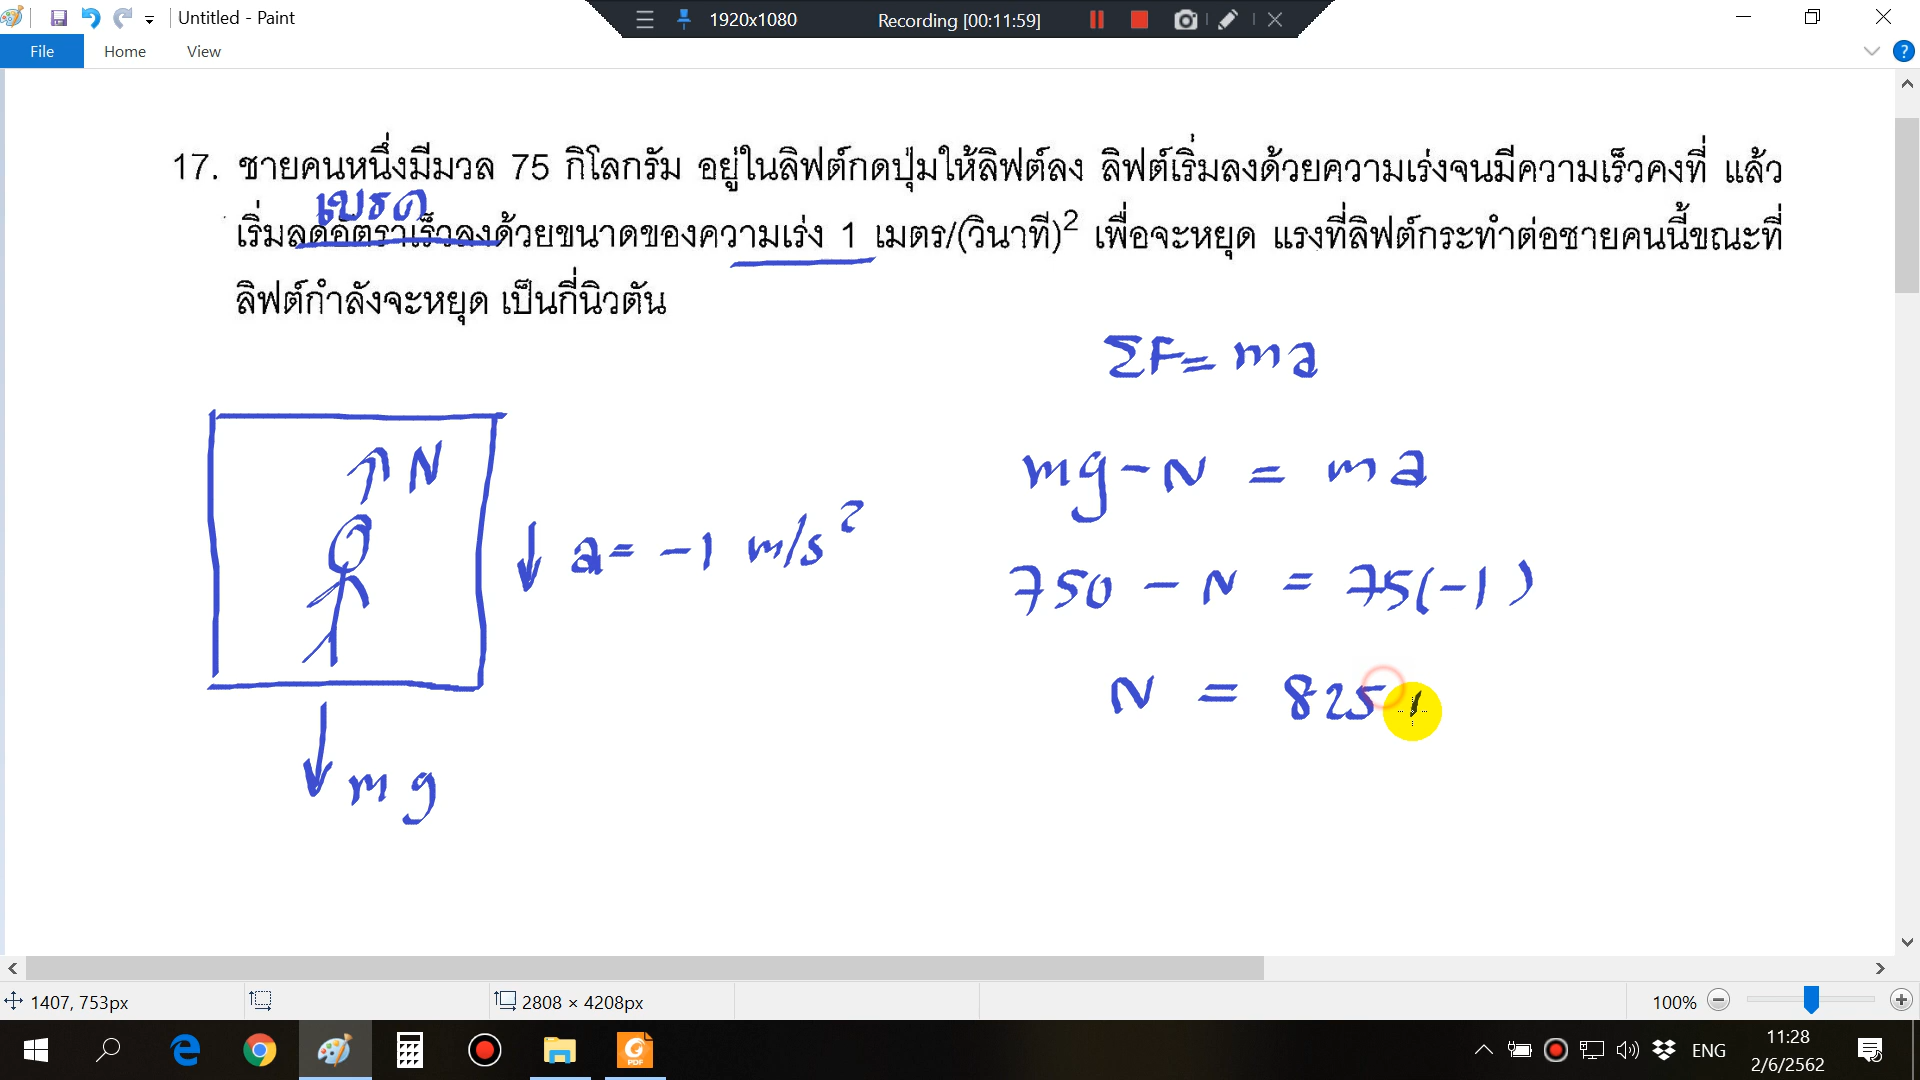 Untitled - Paint
1920x1080
Recording [00:11:59]
File Home View
17. ชายคนหนึ่งมีมวล 75 กิโลกรัม อยู่ในลิฟต์กดปุ่มให้ลิฟต์ลง ลิฟต์เริ่มลงด้วยความเร่งจนมีความเร็วคงที่ แล้ว
เบรค
เริ่มลดอัตราเร็วลงด้วยขนาดของความเร่ง 1 เมตร/(วินาที)² เพื่อจะหยุด แรงที่ลิฟต์กระทำต่อชายคนนี้ขณะที่
ลิฟต์กำลังจะหยุด เป็นกี่นิวตัน
ΣF = ma
N
mg - N = ma
a = -1 m/s²
750 - N = 75(-1)
N = 825
mg
1407, 753px
2808 × 4208px
100%
PDF
ENG
11:28
2/6/2562